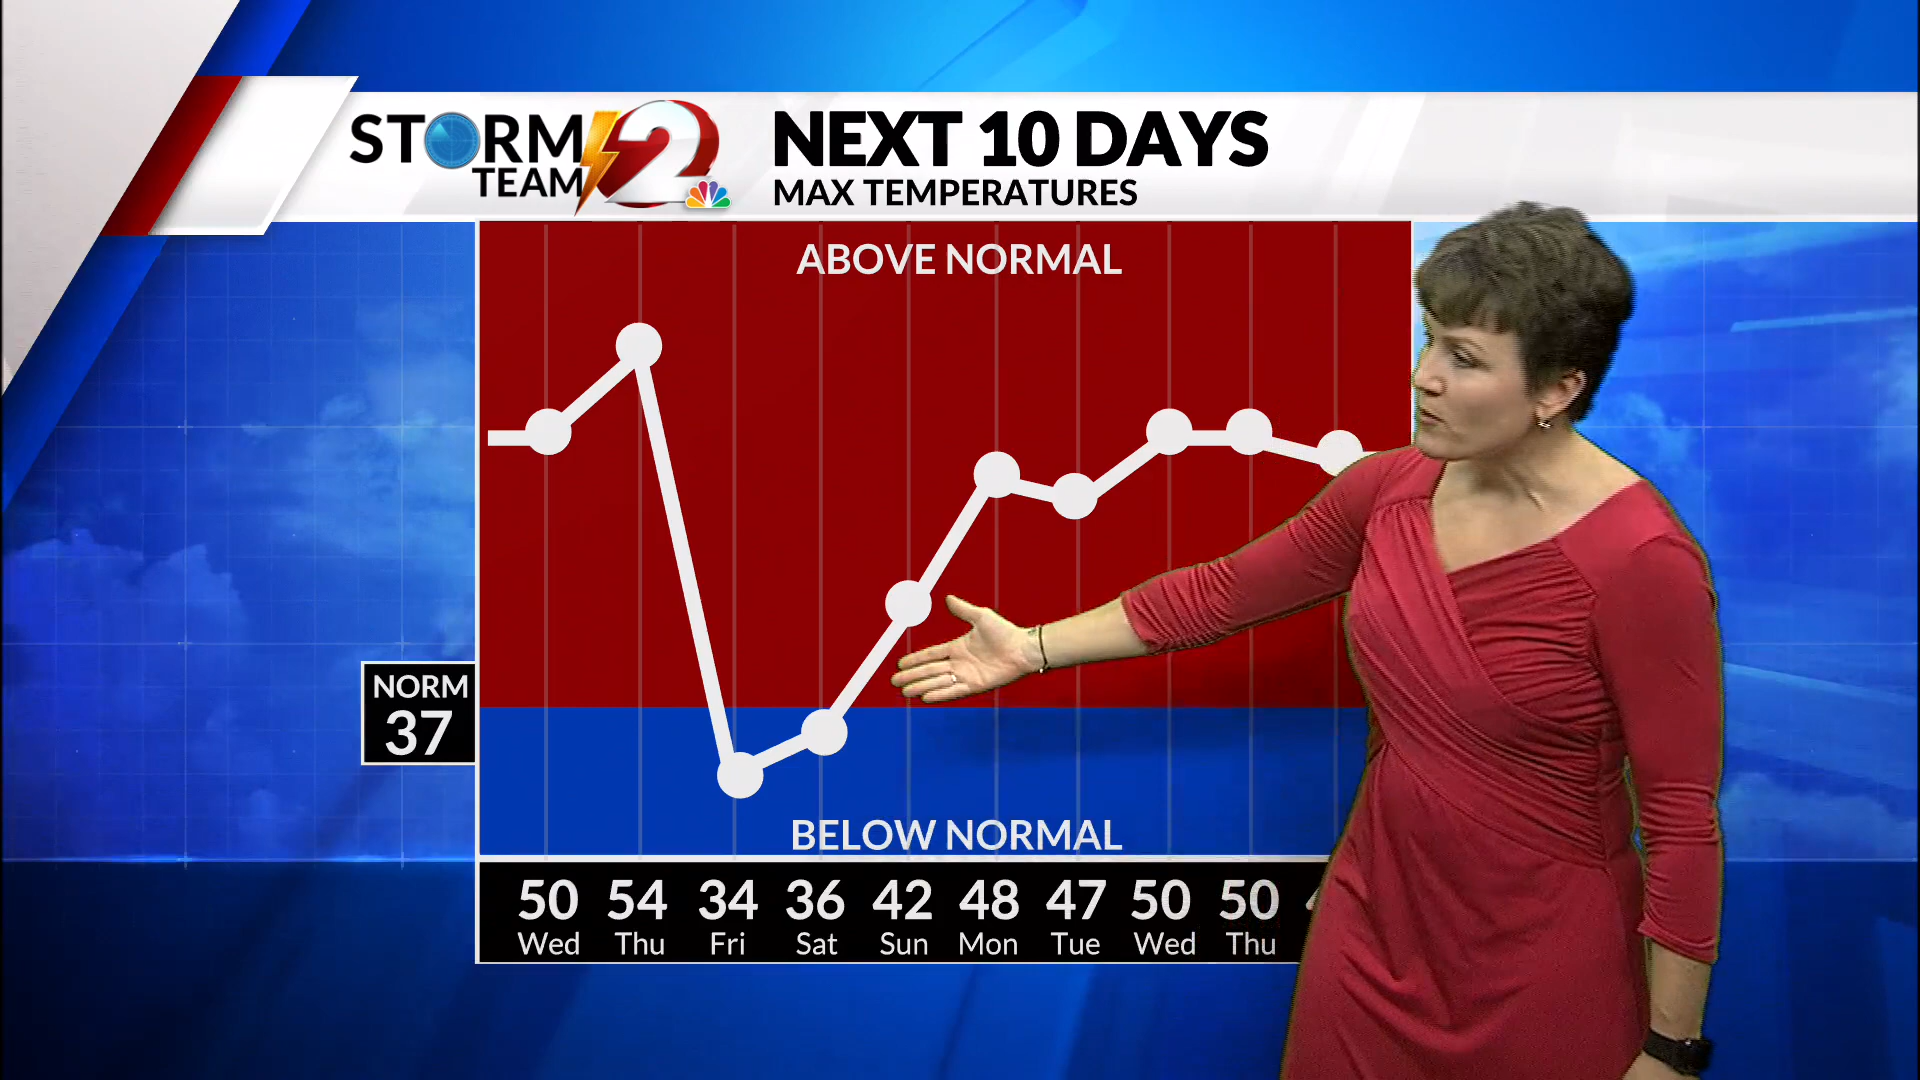 STORM
TEAM
2
NEXT 10 DAYS
MAX TEMPERATURES
ABOVE NORMAL
NORM
37
BELOW NORMAL
50 54 34 36 42 48 47 50 50
Wed Thu Fri Sat Sun Mon Tue Wed Thu